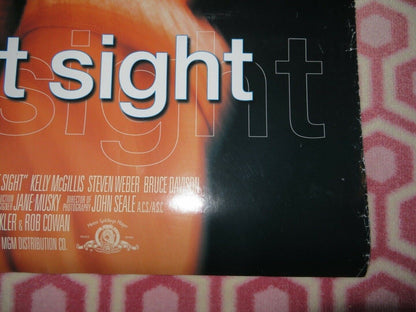 t sight
sight
SIGHT" KELLY McGILLIS STEVEN WEBER BRUCE DAVISON
JANE MUSKY DIRECTOR OF PHOTOGRAPHY JOHN SEALE A.C.S./A.S.C.
KLER & ROB COWAN
MGM DISTRIBUTION CO.